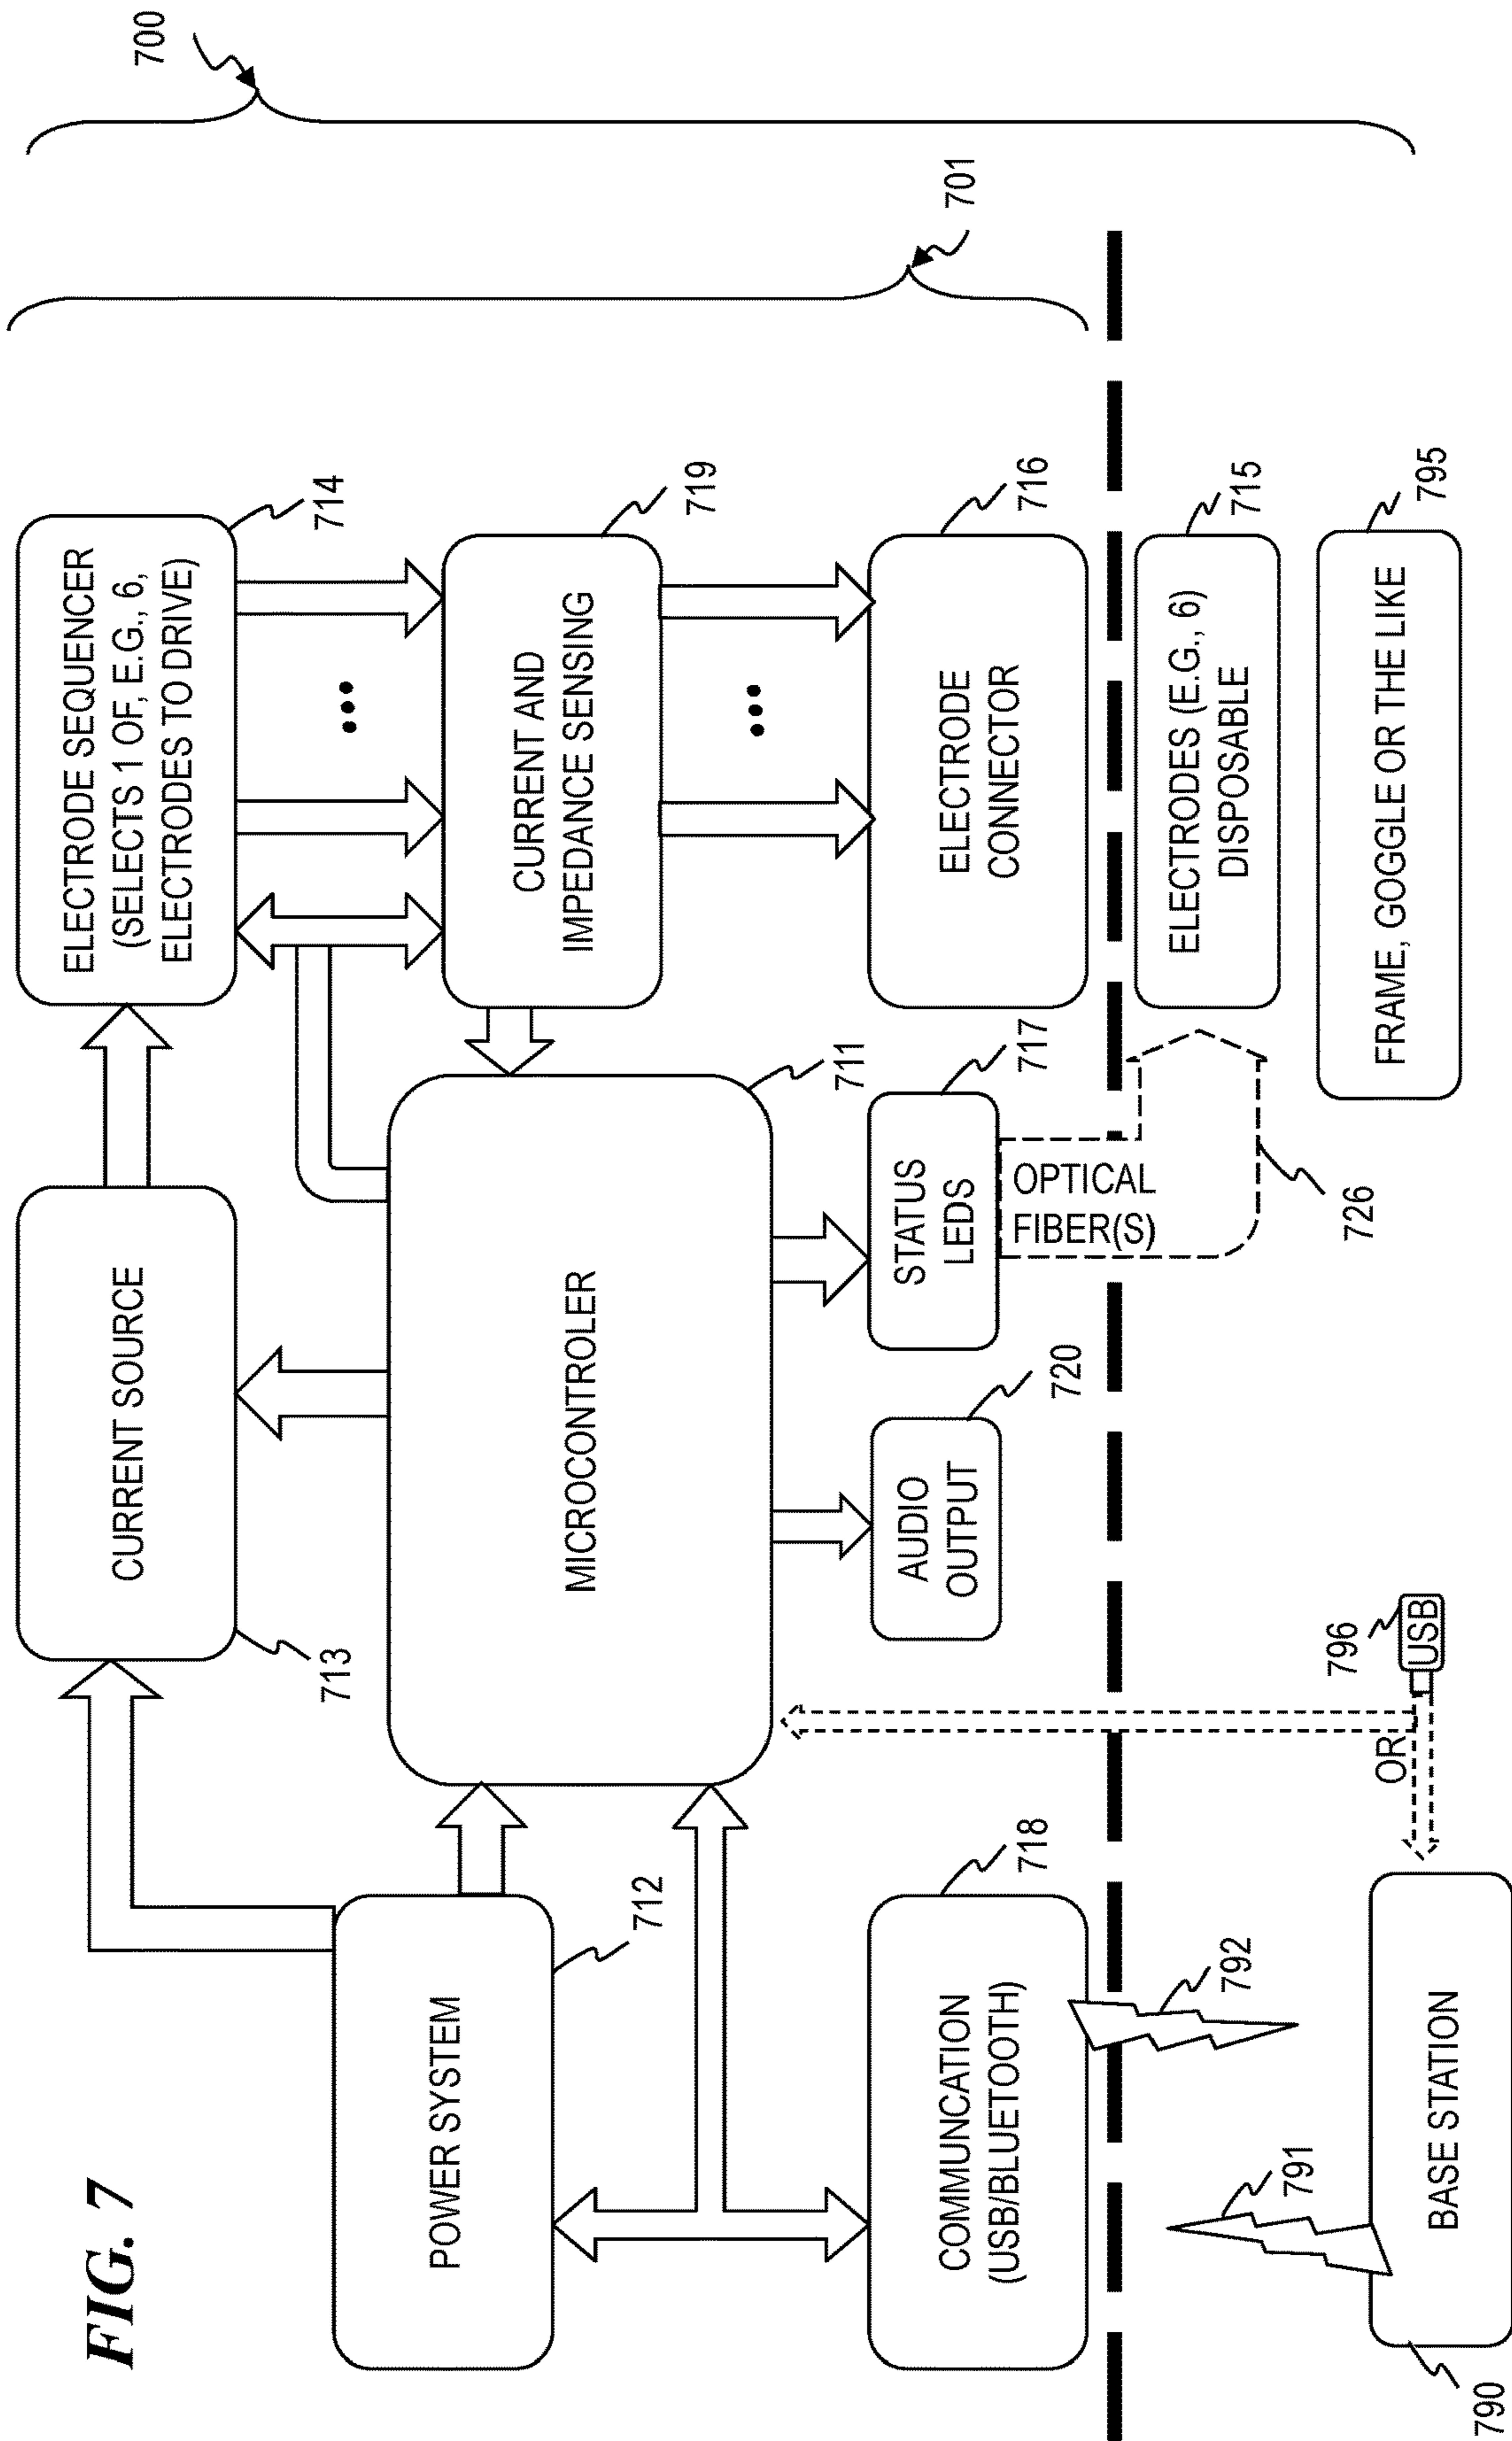 FIG. 7
700
701
CURRENT SOURCE
713
ELECTRODE SEQUENCER
(SELECTS 1 OF, E.G., 6,
ELECTRODES TO DRIVE)
714
POWER SYSTEM
712
MICROCONTROLER
711
CURRENT AND
IMPEDANCE SENSING
719
COMMUNCATION
(USB/BLUETOOTH)
718
AUDIO
OUTPUT
720
STATUS
LEDS
717
ELECTRODE
CONNECTOR
716
OPTICAL
FIBER(S)
726
ELECTRODES (E.G., 6)
DISPOSABLE
715
791
792
OR
796
USB
BASE STATION
790
FRAME, GOGGLE OR THE LIKE
795